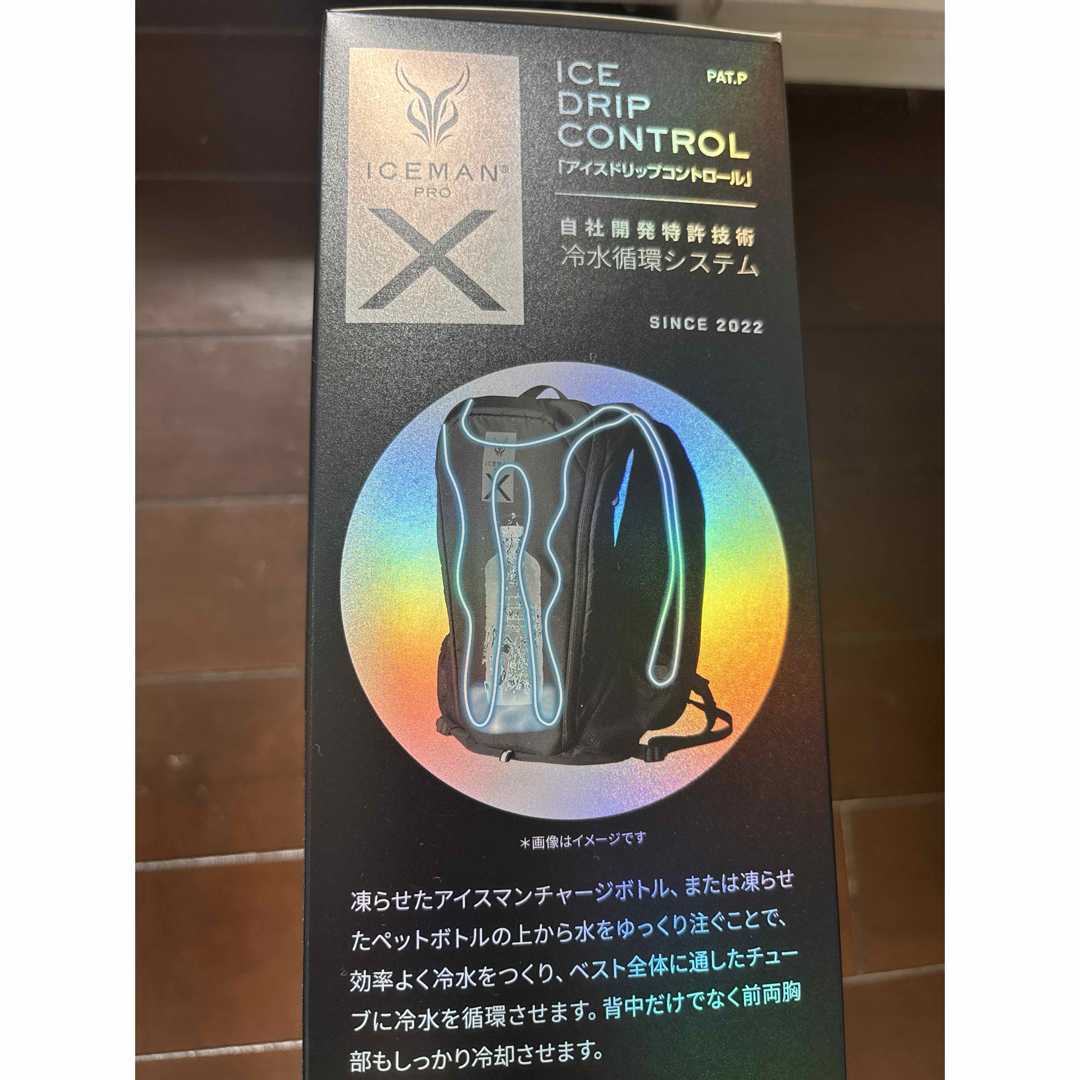 ICEMAN®
PRO
X
ICE
DRIP
CONTROL
PAT.P
「アイスドリップコントロール」
自社開発特許技術
冷水循環システム
SINCE 2022
X
＊画像はイメージです
凍らせたアイスマンチャージボトル、または凍らせ
たペットボトルの上から水をゆっくり注ぐことで、
効率よく冷水をつくり、ベスト全体に通したチュー
ブに冷水を循環させます。背中だけでなく前両胸
部もしっかり冷却させます。